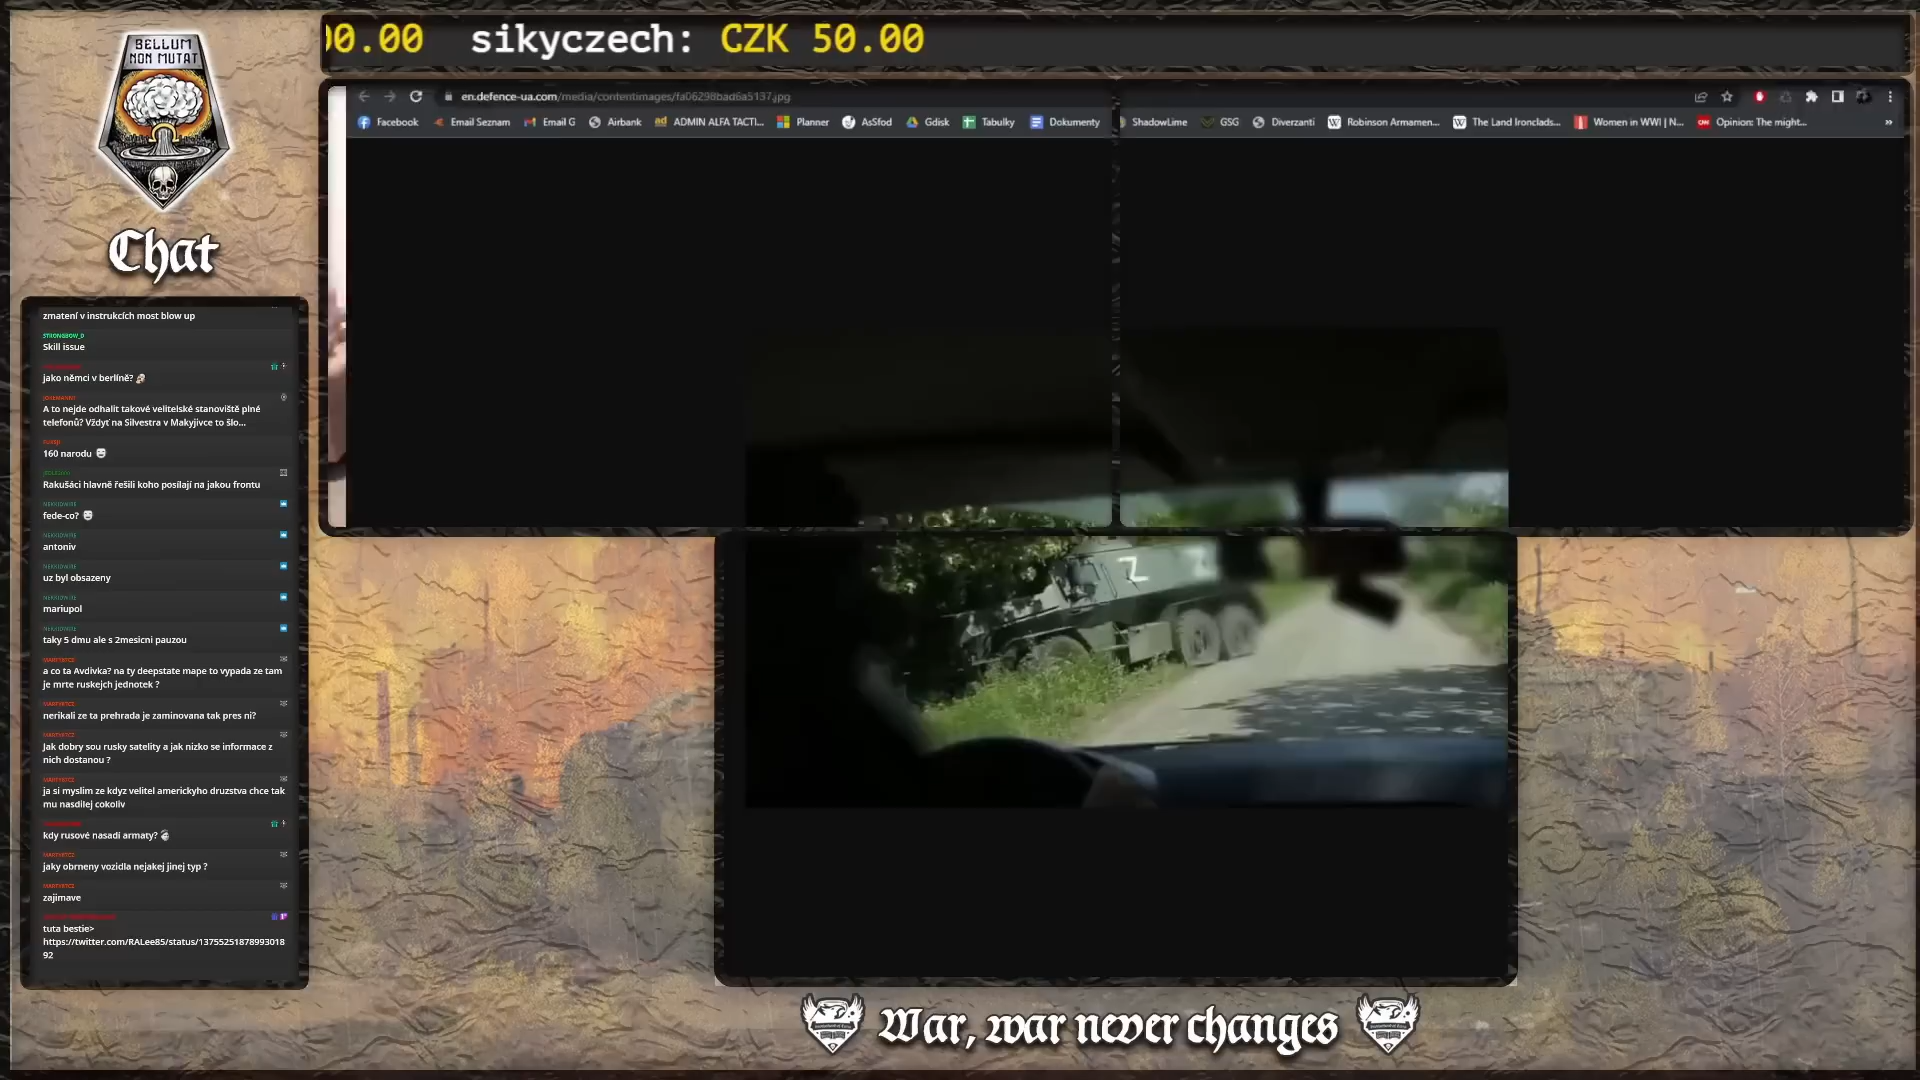 00.00 sikyczech: CZK 50.00
BELLUM
NON MUTAT
Chat
en.defence-ua.com/media/contentimages/fa06298bad6a5137.jpg
Facebook Email Seznam Email G Airbank ADMIN ALFA TACTI... Planner AsSfod Gdisk Tabulky Dokumenty ShadowLime GSG Diverzanti Robinson Armamen... The Land Ironclads... Women in WWI | N... Opinion: The might... »
zmatení v instrukcích most blow up
STRONGBOW_D
Skill issue
jako němci v berlíně?
A to nejde odhalit takové velitelské stanoviště plné
telefonů? Vždyť na Silvestra v Makyjivce to šlo...
160 narodu
Rakušáci hlavně řešili koho posílají na jakou frontu
fede-co?
antoniv
uz byl obsazeny
mariupol
taky 5 dmu ale s 2mesicni pauzou
MARTYRTCZ
a co ta Avdivka? na ty deepstate mape to vypada ze tam
je mrte ruskejch jednotek ?
MARTYRTCZ
nerikali ze ta prehrada je zaminovana tak pres ni?
MARTYRTCZ
Jak dobry sou rusky satelity a jak nizko se informace z
nich dostanou ?
MARTYRTCZ
ja si myslim ze kdyz velitel americkyho druzstva chce tak
mu nasdilej cokoliv
kdy rusové nasadí armaty?
MARTYRTCZ
jaky obrneny vozidla nejakej jinej typ ?
MARTYRTCZ
zajimave
tuta bestie>
https://twitter.com/RALee85/status/13755251878993018
92
Z Z
War, war never changes